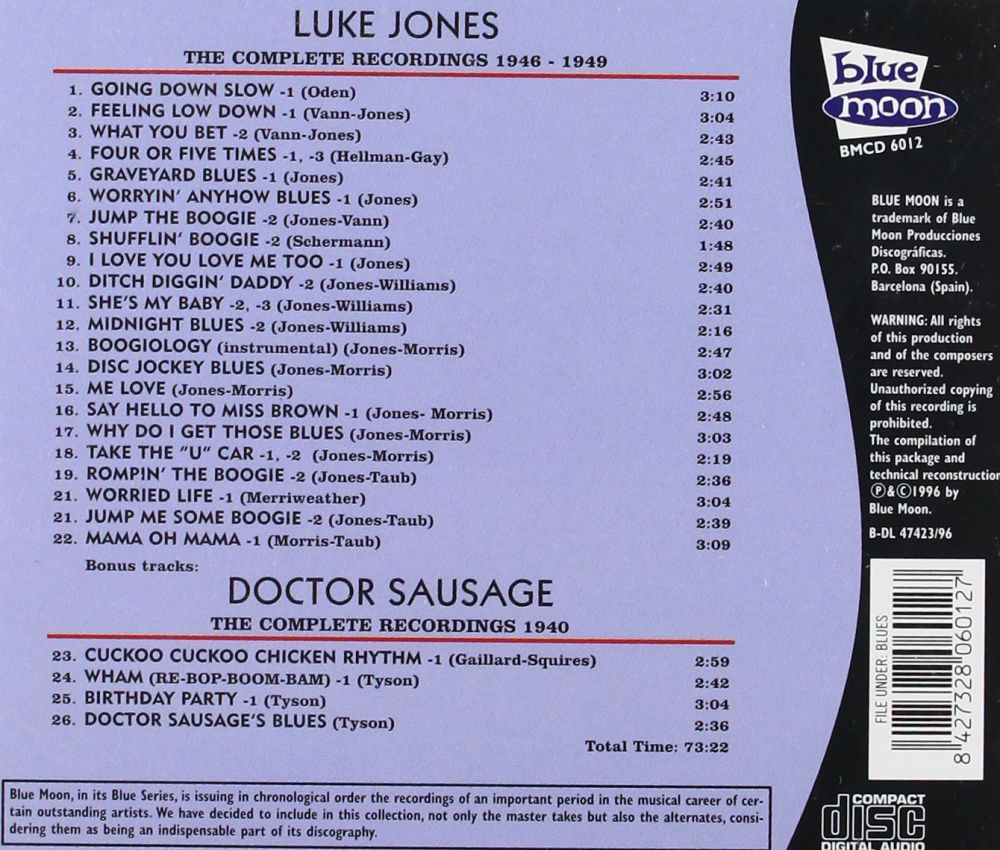 LUKE JONES
THE COMPLETE RECORDINGS 1946 - 1949
1. GOING DOWN SLOW -1 (Oden) 3:10
2. FEELING LOW DOWN -1 (Vann-Jones) 3:04
3. WHAT YOU BET -2 (Vann-Jones) 2:43
4. FOUR OR FIVE TIMES -1, -3 (Hellman-Gay) 2:45
5. GRAVEYARD BLUES -1 (Jones) 2:41
6. WORRYIN' ANYHOW BLUES -1 (Jones) 2:51
7. JUMP THE BOOGIE -2 (Jones-Vann) 2:40
8. SHUFFLIN' BOOGIE -2 (Schermann) 1:48
9. I LOVE YOU LOVE ME TOO -1 (Jones) 2:49
10. DITCH DIGGIN' DADDY -2 (Jones-Williams) 2:40
11. SHE'S MY BABY -2, -3 (Jones-Williams) 2:31
12. MIDNIGHT BLUES -2 (Jones-Williams) 2:16
13. BOOGIOLOGY (instrumental) (Jones-Morris) 2:47
14. DISC JOCKEY BLUES (Jones-Morris) 3:02
15. ME LOVE (Jones-Morris) 2:56
16. SAY HELLO TO MISS BROWN -1 (Jones- Morris) 2:48
17. WHY DO I GET THOSE BLUES (Jones-Morris) 3:03
18. TAKE THE "U" CAR -1, -2 (Jones-Morris) 2:19
19. ROMPIN' THE BOOGIE -2 (Jones-Taub) 2:36
21. WORRIED LIFE -1 (Merriweather) 3:04
21. JUMP ME SOME BOOGIE -2 (Jones-Taub) 2:39
22. MAMA OH MAMA -1 (Morris-Taub) 3:09
Bonus tracks:
DOCTOR SAUSAGE
THE COMPLETE RECORDINGS 1940
23. CUCKOO CUCKOO CHICKEN RHYTHM -1 (Gaillard-Squires) 2:59
24. WHAM (RE-BOP-BOOM-BAM) -1 (Tyson) 2:42
25. BIRTHDAY PARTY -1 (Tyson) 3:04
26. DOCTOR SAUSAGE'S BLUES (Tyson) 2:36
Total Time: 73:22
Blue Moon, in its Blue Series, is issuing in chronological order the recordings of an important period in the musical career of cer-
tain outstanding artists. We have decided to include in this collection, not only the master takes but also the alternates, consi-
dering them as being an indispensable part of its discography.
blue
moon
BMCD 6012
BLUE MOON is a
trademark of Blue
Moon Producciones
Discográficas.
P.O. Box 90155.
Barcelona (Spain).
WARNING: All rights
of this production
and of the composers
are reserved.
Unauthorized copying
of this recording is
prohibited.
The compilation of
this package and
technical reconstruction
Ⓟ&©1996 by
Blue Moon.
B-DL 47423/96
FILE UNDER: BLUES
8 427328 060127
COMPACT
disc
DIGITAL AUDIO